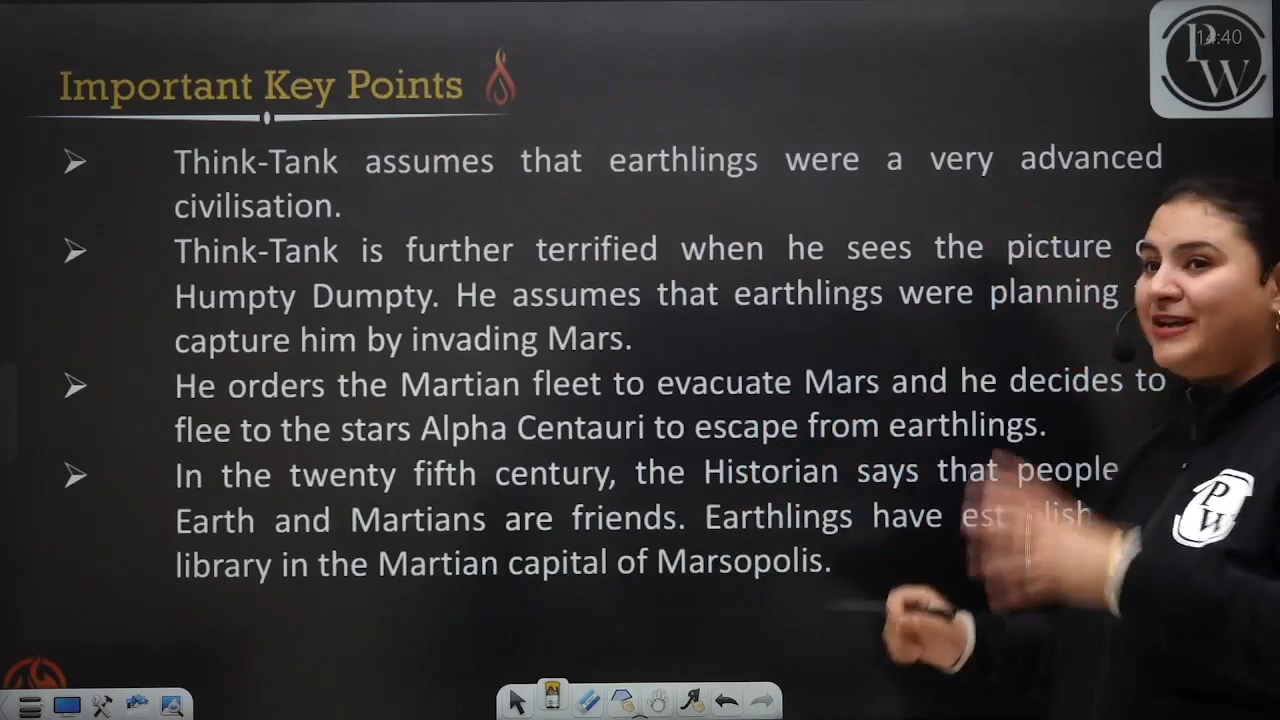 Important Key Points
PW
14:40
➢ Think-Tank assumes that earthlings were a very advanced
civilisation.
➢ Think-Tank is further terrified when he sees the picture
Humpty Dumpty. He assumes that earthlings were planning
capture him by invading Mars.
➢ He orders the Martian fleet to evacuate Mars and he decides to
flee to the stars Alpha Centauri to escape from earthlings.
➢ In the twenty fifth century, the Historian says that people
Earth and Martians are friends. Earthlings have
library in the Martian capital of Marsopolis.
PW